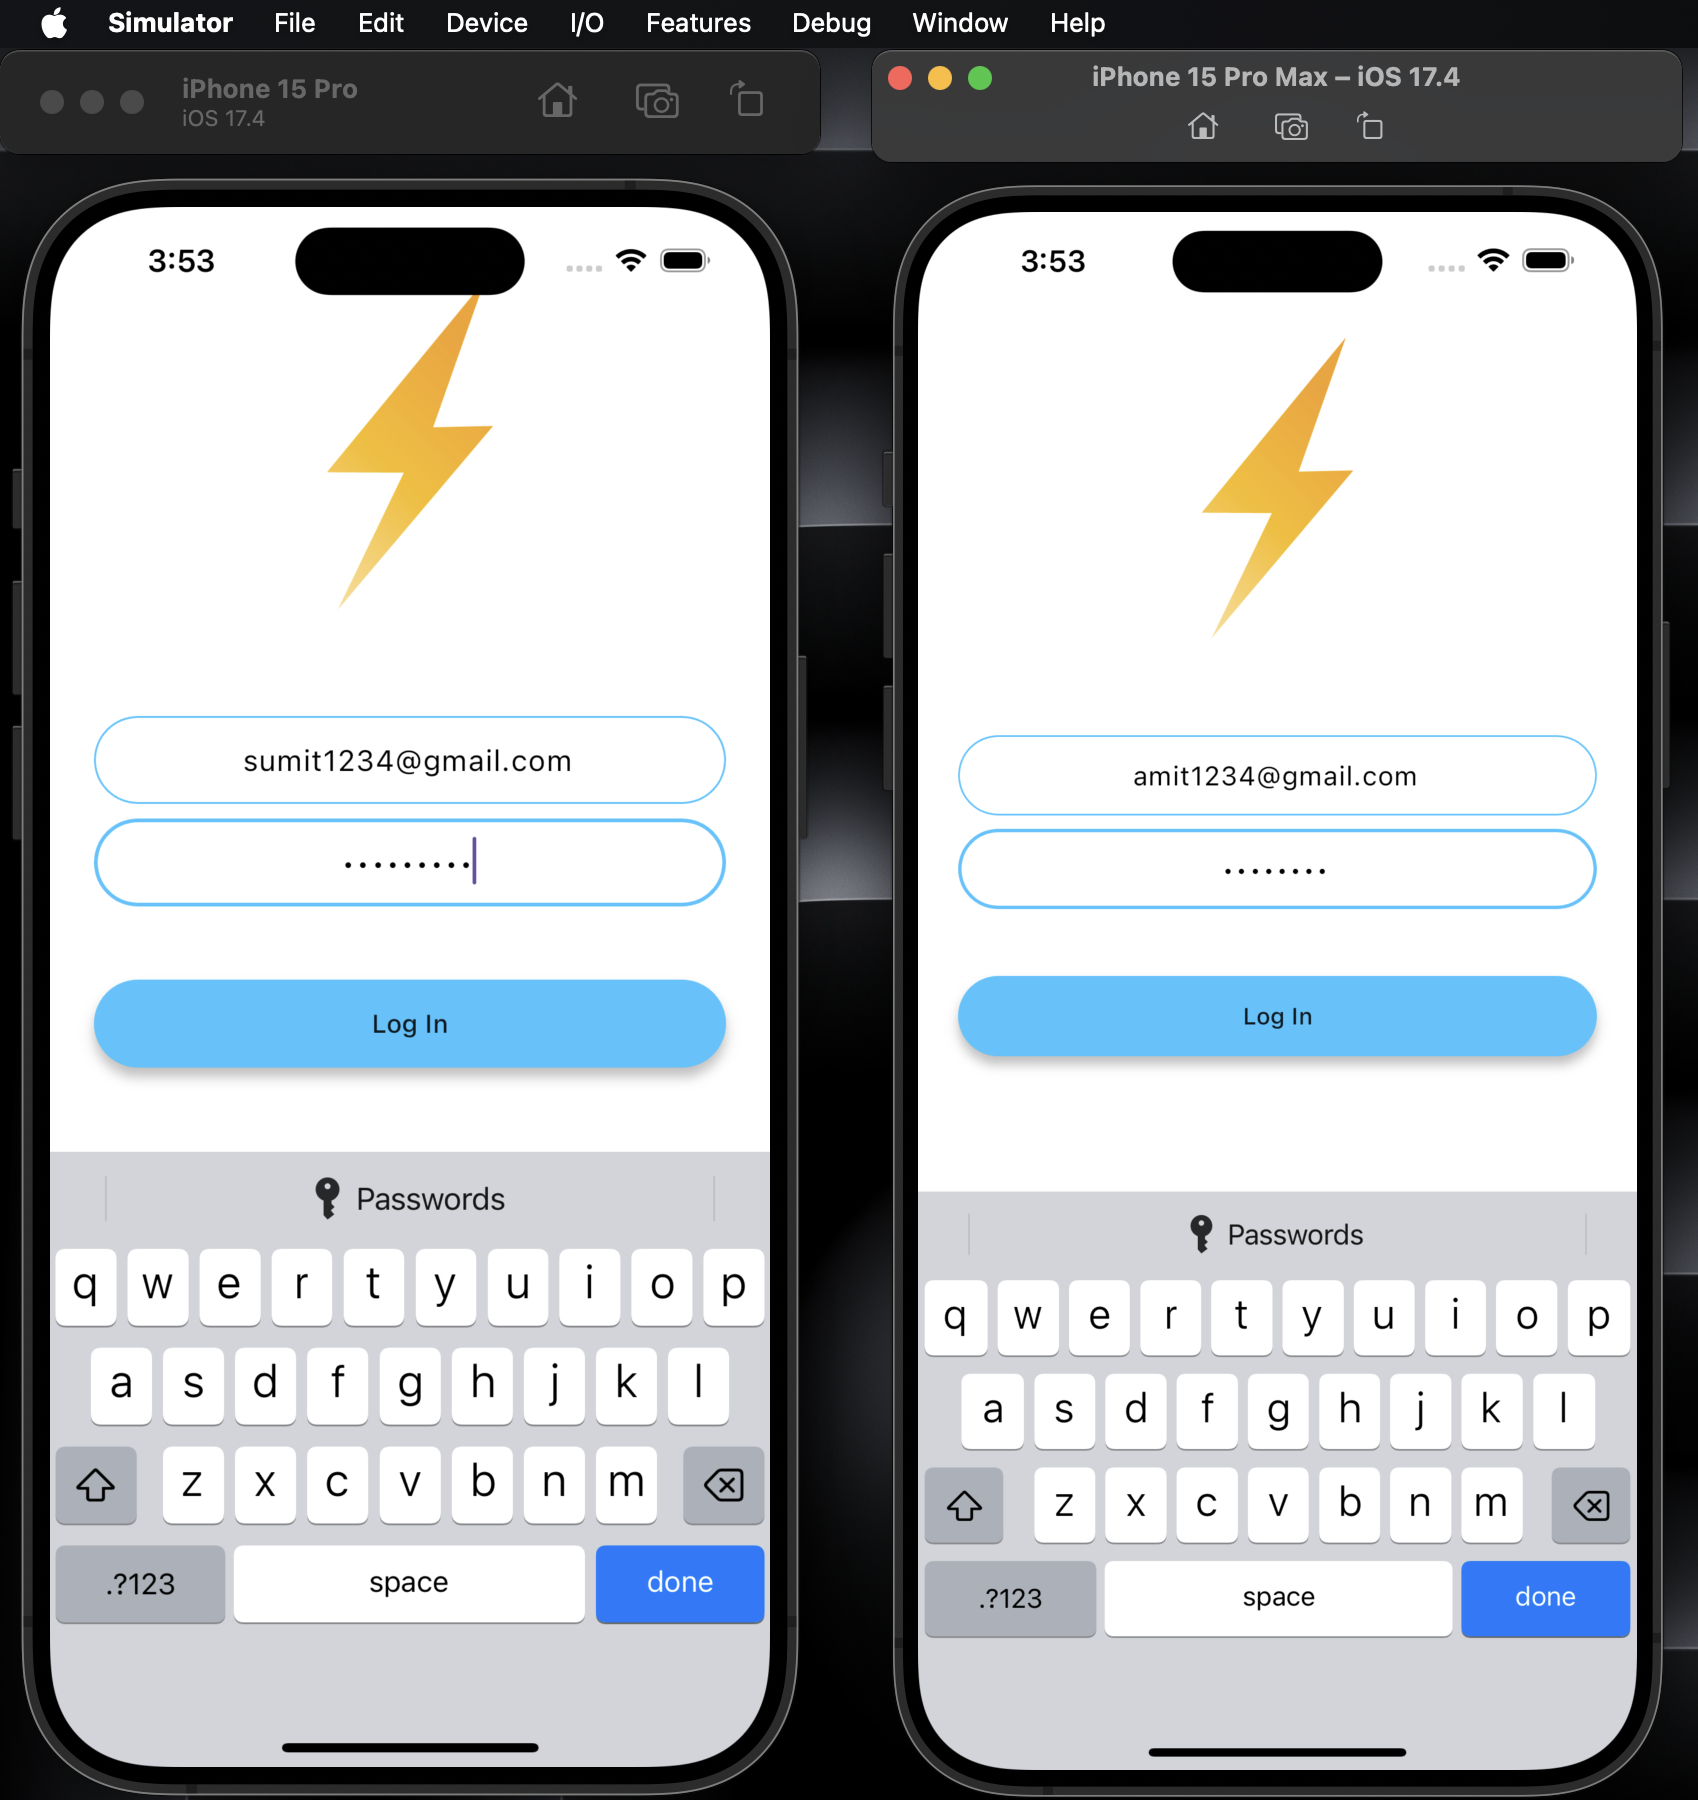 Simulator File Edit Device I/O Features Debug Window Help
iPhone 15 Pro
iOS 17.4
3:53
sumit1234@gmail.com
•••••••••
Log In
Passwords
q w e r t y u i o p
a s d f g h j k l
z x c v b n m
.?123 space done
iPhone 15 Pro Max – iOS 17.4
3:53
amit1234@gmail.com
••••••••
Log In
Passwords
q w e r t y u i o p
a s d f g h j k l
z x c v b n m
.?123 space done